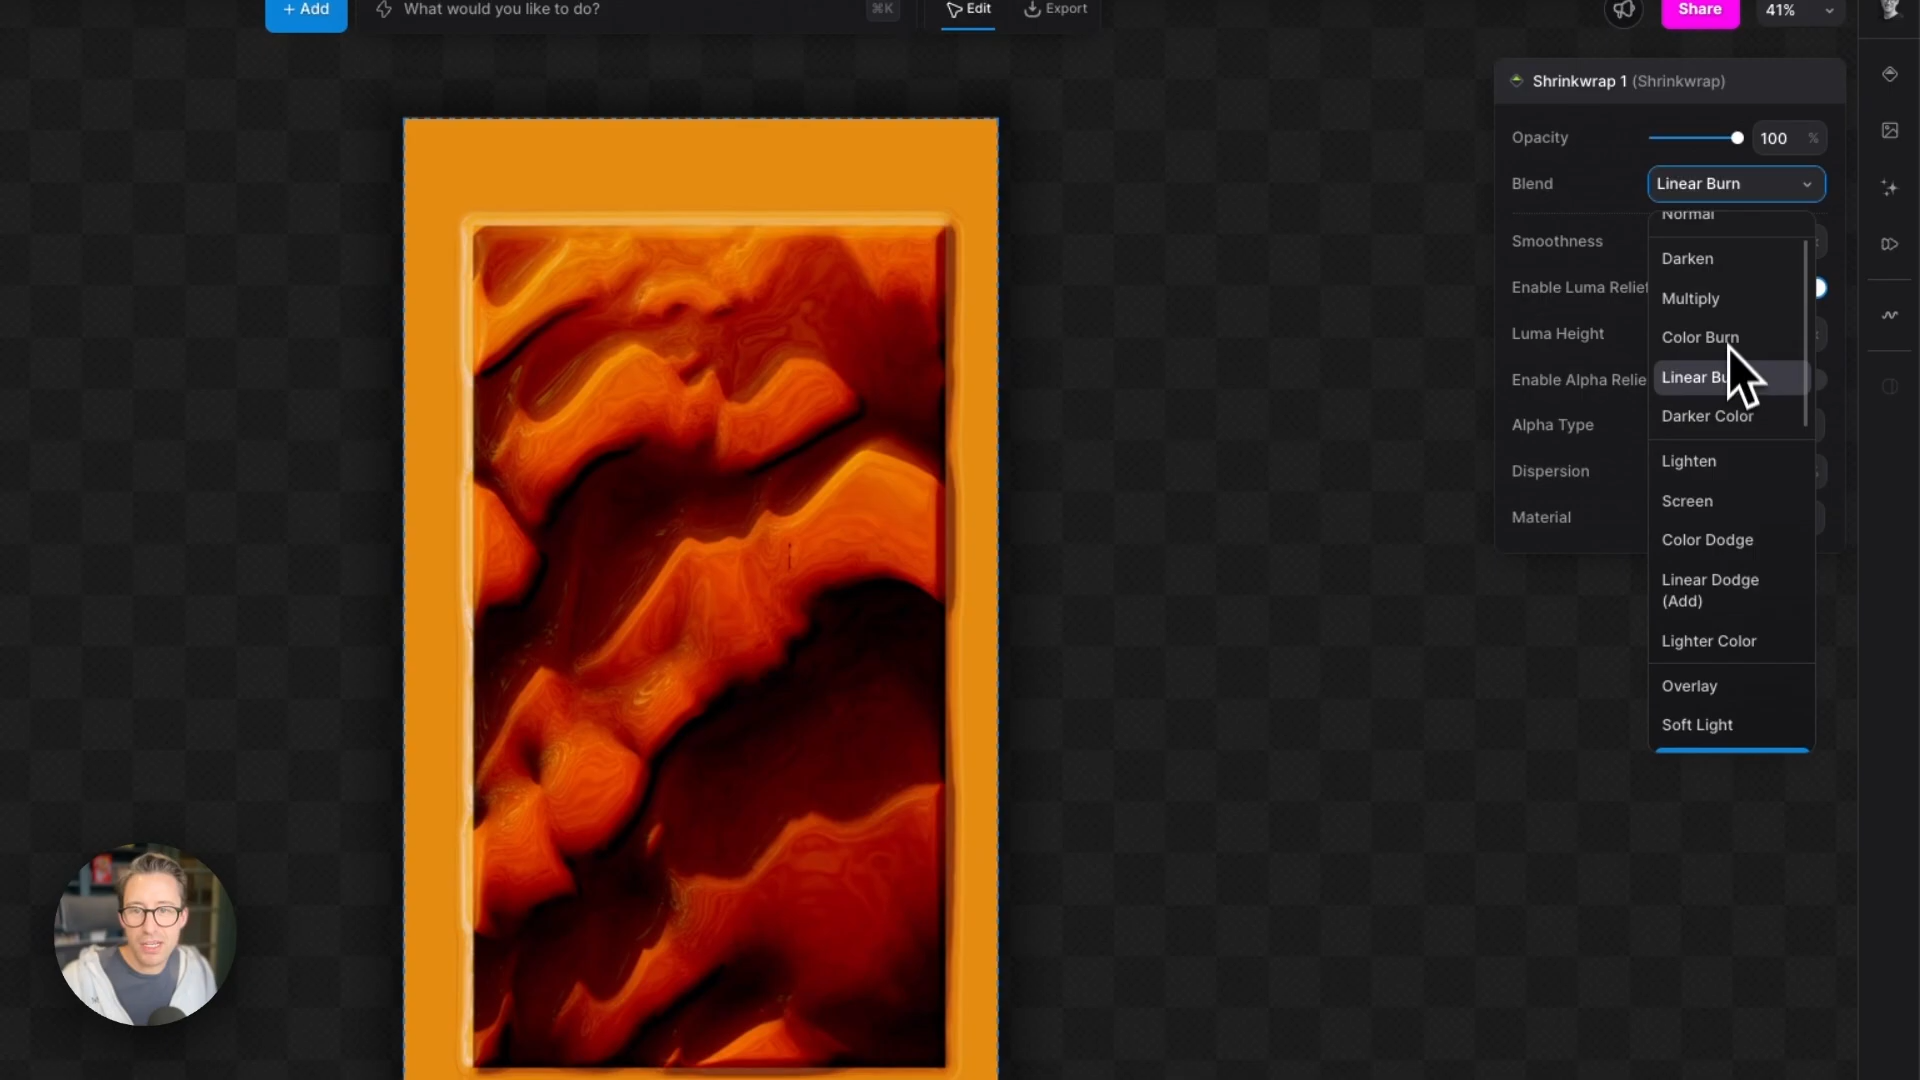 + Add
What would you like to do?
⌘K
Edit
Export
Share
41%
Shrinkwrap 1 (Shrinkwrap)
Opacity
100 %
Blend
Linear Burn
Normal
Smoothness
Darken
Enable Luma Relief
Multiply
Luma Height
Color Burn
Enable Alpha Relie
Linear Bu
Alpha Type
Darker Color
Dispersion
Lighten
Material
Screen
Color Dodge
Linear Dodge
(Add)
Lighter Color
Overlay
Soft Light